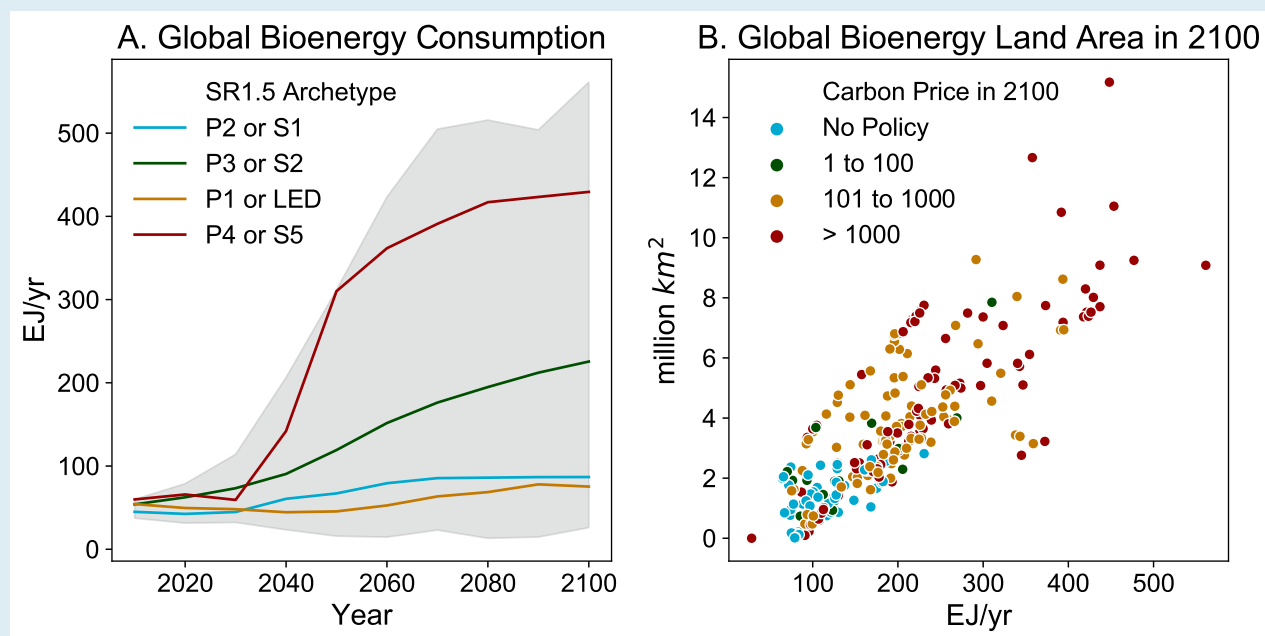 A. Global Bioenergy Consumption
SR1.5 Archetype
P2 or S1
P3 or S2
P1 or LED
P4 or S5
500
400
300
200
100
0
EJ/yr
2020
2040
2060
2080
2100
Year
B. Global Bioenergy Land Area in 2100
Carbon Price in 2100
No Policy
1 to 100
101 to 1000
> 1000
14
12
10
8
6
4
2
0
million km²
100
200
300
400
500
EJ/yr